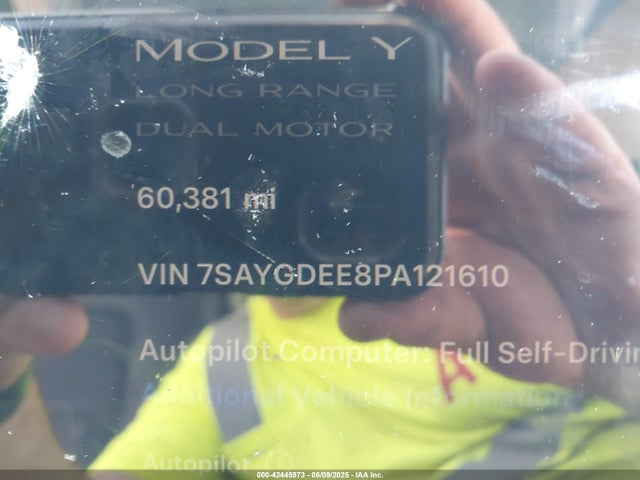 MODEL Y
LONG RANGE
DUAL MOTOR
60,381 mi
VIN 7SAYGDEE8PA121610
Autopilot Computer: Full Self-Drivin
Additional Vehicle Information
Autopilot
A
000-42445973 - 06/09/2025 - IAA Inc.